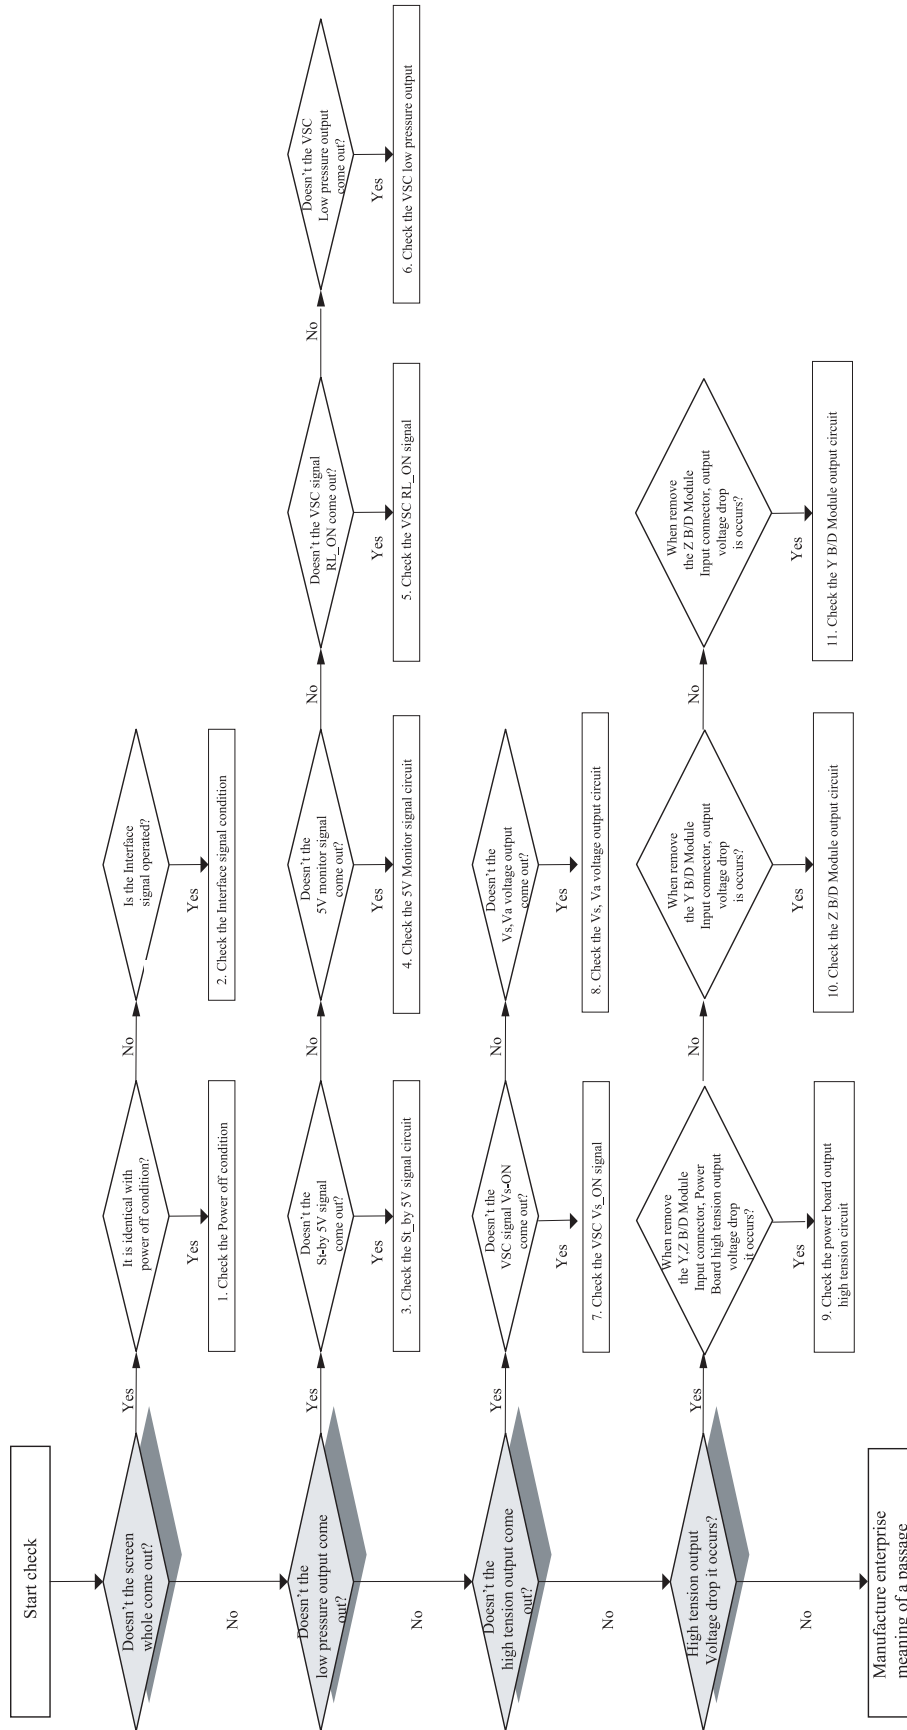 Start check
Doesn't the screen
whole come out?
Yes
It is identical with
power off condition?
No
Is the Interface
signal operated?
Yes
1. Check the Power off condition
Yes
2. Check the Interface signal condition
No
Doesn't the
low pressure output come
out?
Yes
Doesn't the
St-by 5V signal
come out?
No
Doesn't the
5V monitor signal
come out?
No
Doesn't the VSC signal
RL_ON come out?
No
Doesn't the VSC
Low pressure output
come out?
Yes
3. Check the St_by 5V signal circuit
Yes
4. Check the 5V Monitor signal circuit
Yes
5. Check the VSC RL_ON signal
Yes
6. Check the VSC low pressure output
No
Doesn't the
high tension output come
out?
Yes
Doesn't the
VSC signal Vs-ON
come out?
No
Doesn't the
Vs,Va voltage output
come out?
Yes
7. Check the VSC Vs_ON signal
Yes
8. Check the Vs, Va voltage output circuit
No
High tension output
Voltage drop it occurs?
Yes
When remove
the Y,Z B/D Module
Input connector, Power
Board high tension output
voltage drop
it occurs?
No
When remove
the Y B/D Module
Input connector, output
voltage drop
is occurs?
No
When remove
the Z B/D Module
Input connector, output
voltage drop
is occurs?
Yes
9. Check the power board output
high tension circuit
Yes
10. Check the Z B/D Module output circuit
Yes
11. Check the Y B/D Module output circuit
No
Manufacture enterprise
meaning of a passage